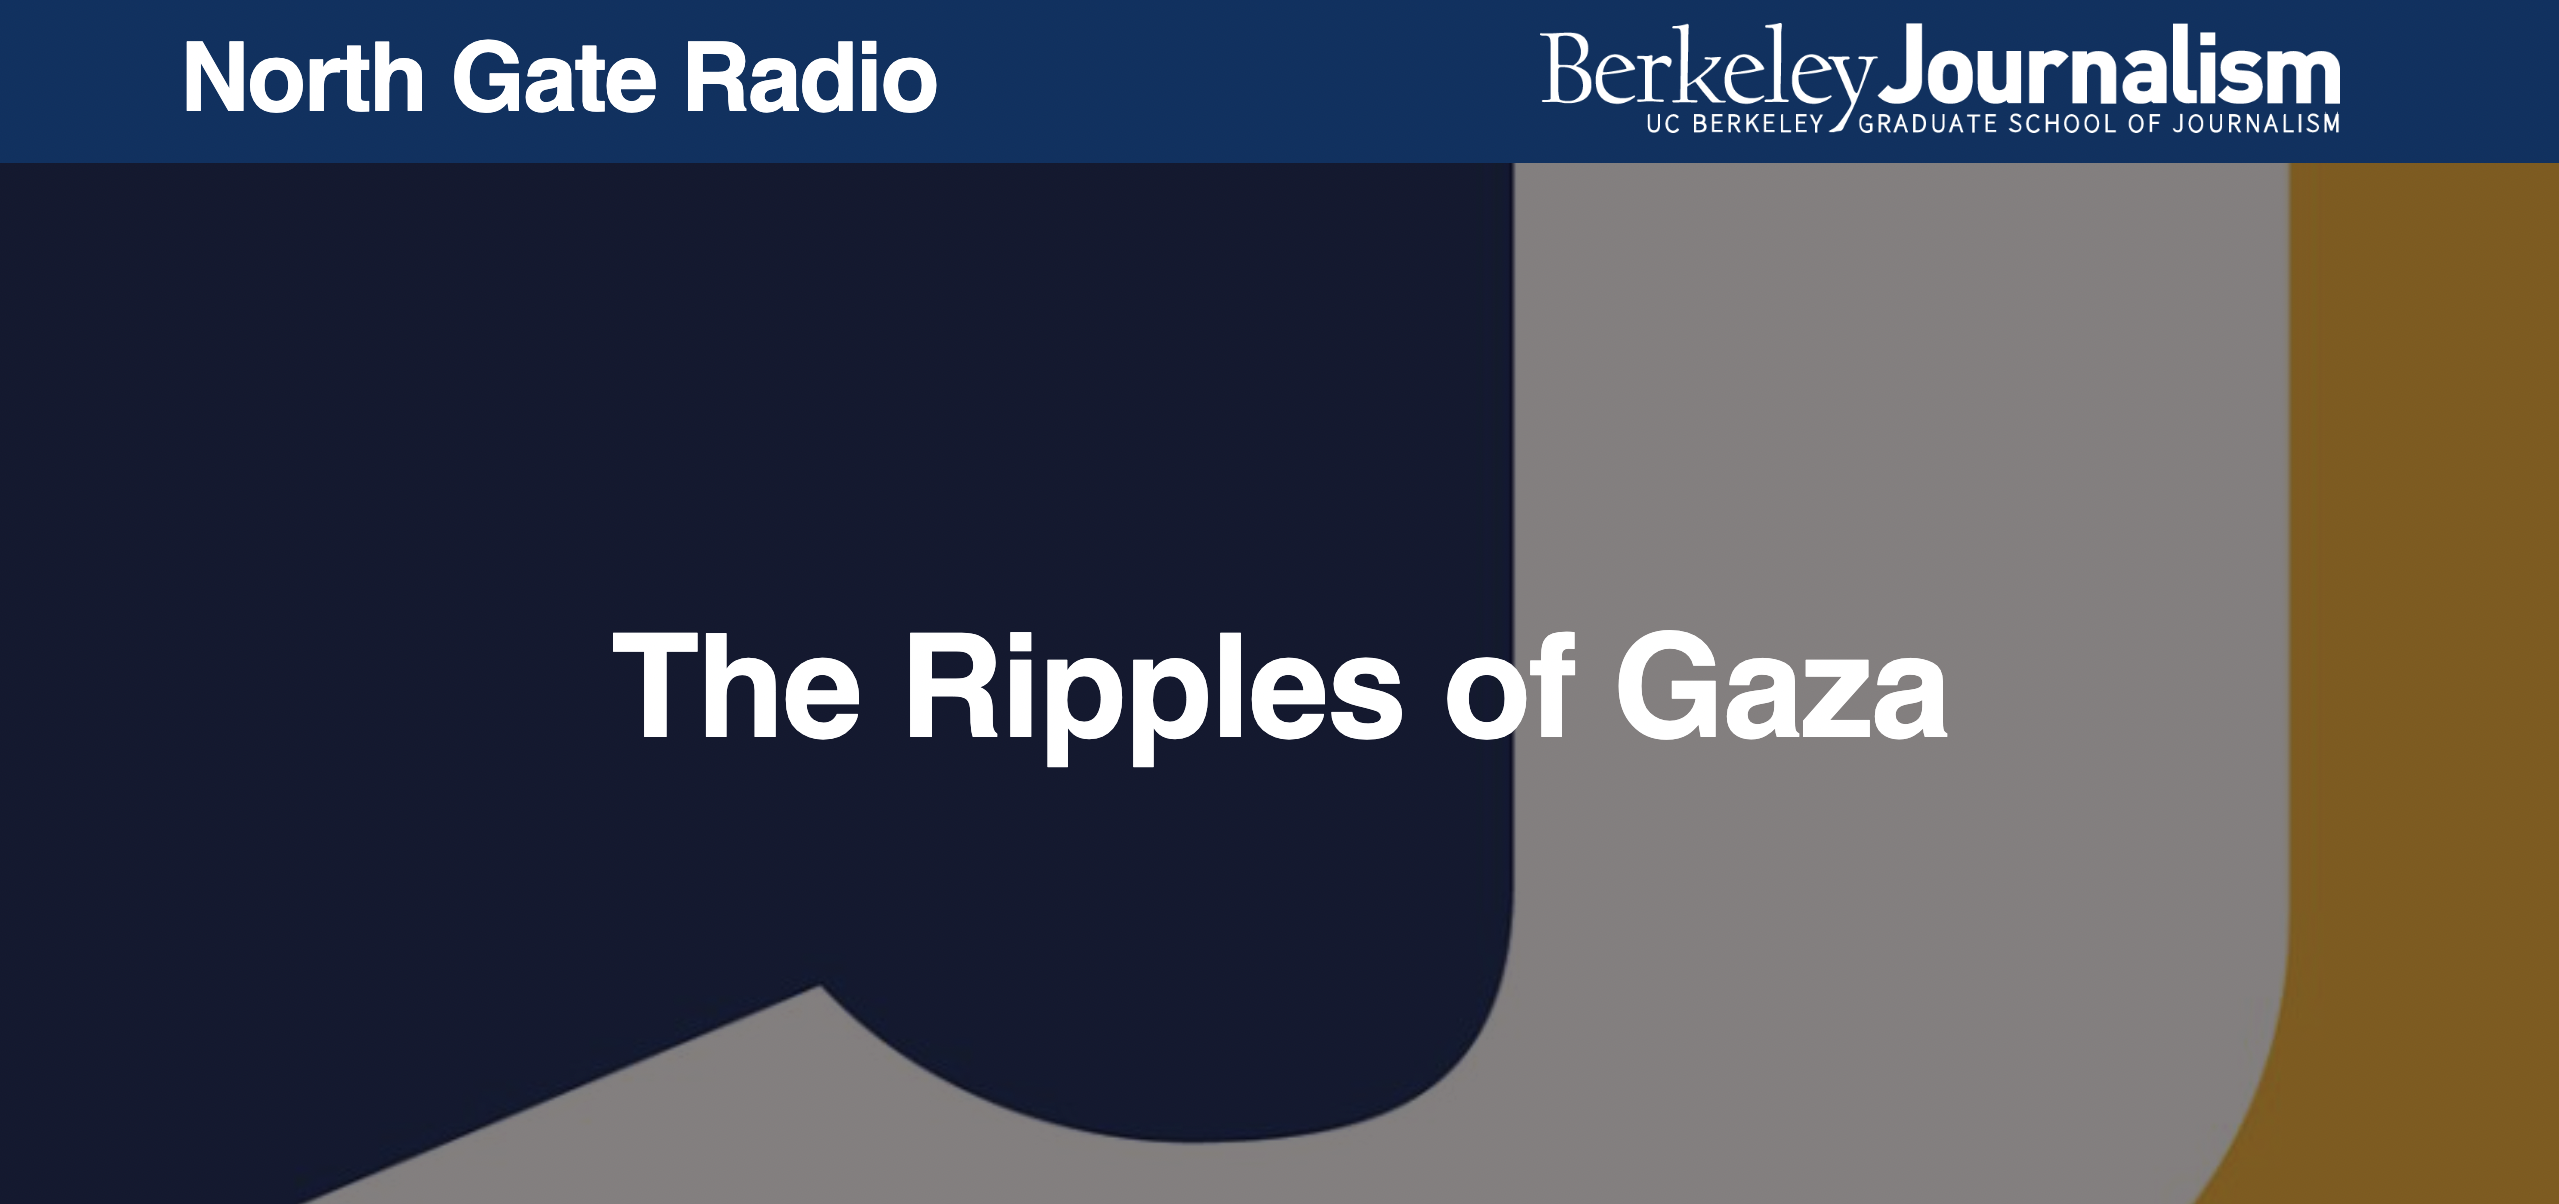 North Gate Radio
BerkeleyJournalism
UC BERKELEY GRADUATE SCHOOL OF JOURNALISM
The Ripples of Gaza